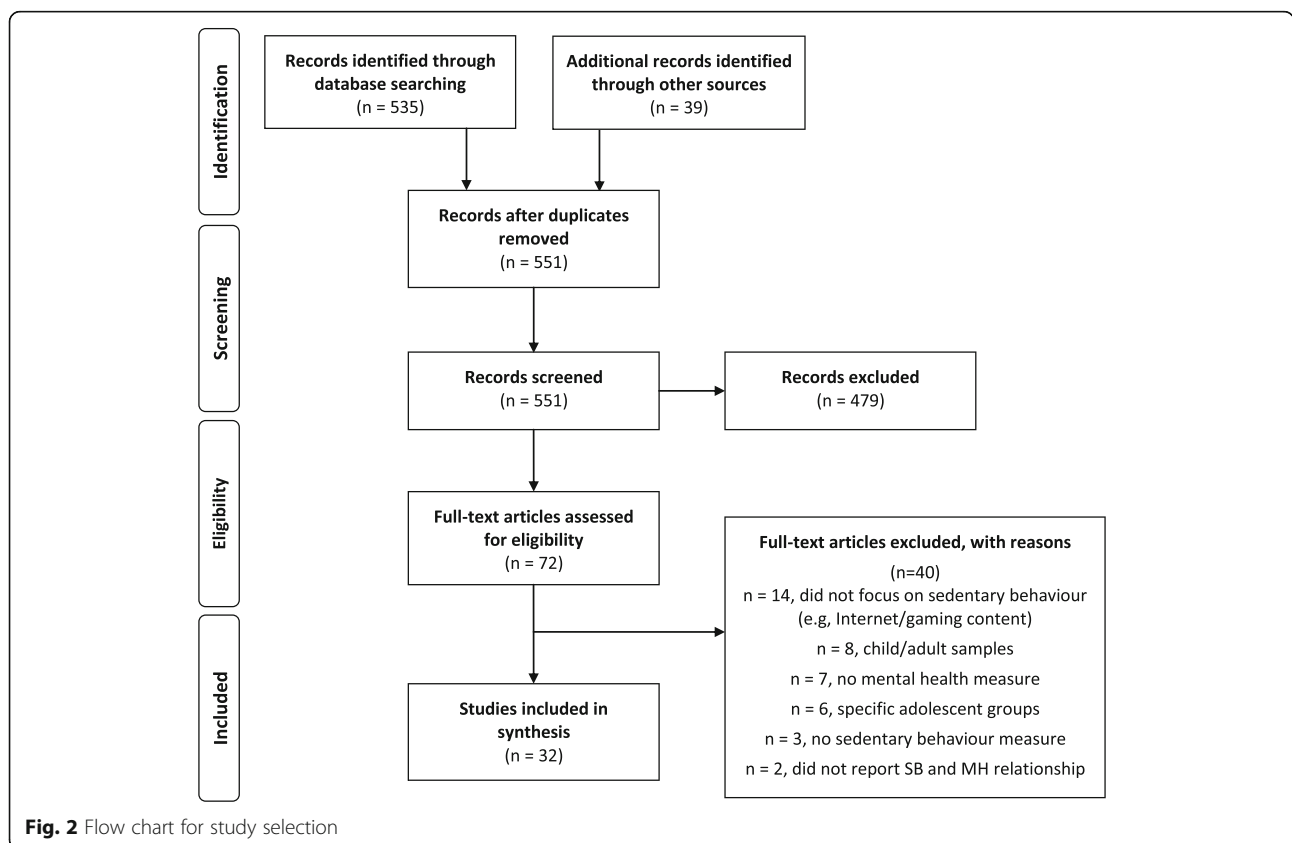 Identification
Records identified through
database searching
(n = 535)
Additional records identified
through other sources
(n = 39)
Records after duplicates
removed
(n = 551)
Screening
Records screened
(n = 551)
Records excluded
(n = 479)
Eligibility
Full-text articles assessed
for eligibility
(n = 72)
Full-text articles excluded, with reasons
(n=40)
n = 14, did not focus on sedentary behaviour
(e.g, Internet/gaming content)
n = 8, child/adult samples
n = 7, no mental health measure
n = 6, specific adolescent groups
n = 3, no sedentary behaviour measure
n = 2, did not report SB and MH relationship
Included
Studies included in
synthesis
(n = 32)
Fig. 2 Flow chart for study selection